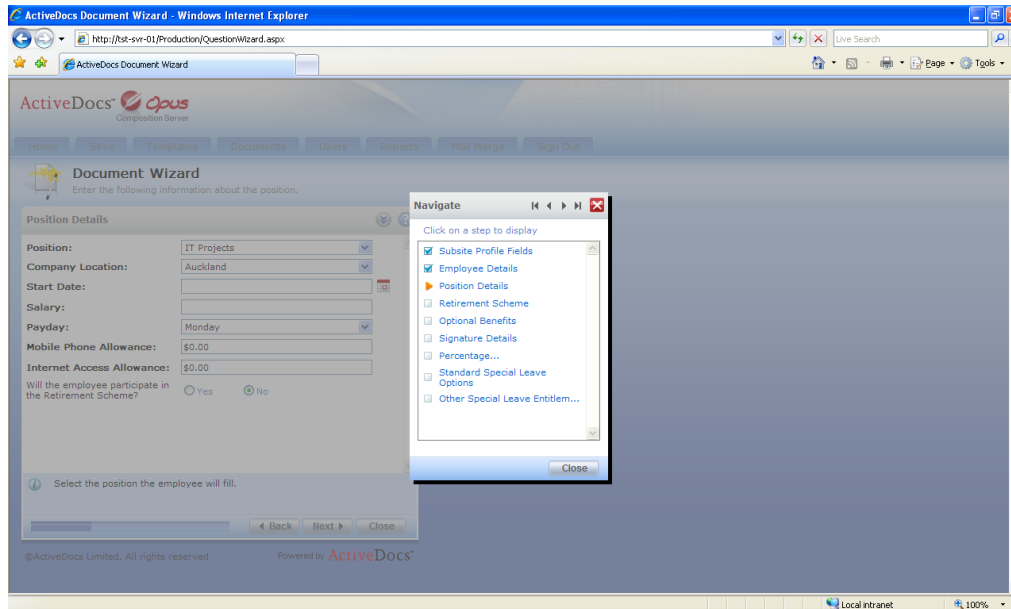 ActiveDocs Document Wizard - Windows Internet Explorer
http://tst-svr-01/Production/QuestionWizard.aspx
Live Search
ActiveDocs Document Wizard
Page
Tools
ActiveDocs Opus
Composition Server
Home Sites Templates Documents Users Reports Mail Merge Sign Out
Document Wizard
Enter the following information about the position.
Position Details
Position: IT Projects
Company Location: Auckland
Start Date:
Salary:
Payday: Monday
Mobile Phone Allowance: $0.00
Internet Access Allowance: $0.00
Will the employee participate in
the Retirement Scheme?
Yes No
Select the position the employee will fill.
Back Next Close
©ActiveDocs Limited. All rights reserved
Powered by ActiveDocs
Navigate
Click on a step to display
Subsite Profile Fields
Employee Details
Position Details
Retirement Scheme
Optional Benefits
Signature Details
Percentage...
Standard Special Leave
Options
Other Special Leave Entitlem...
Close
Local intranet
100%